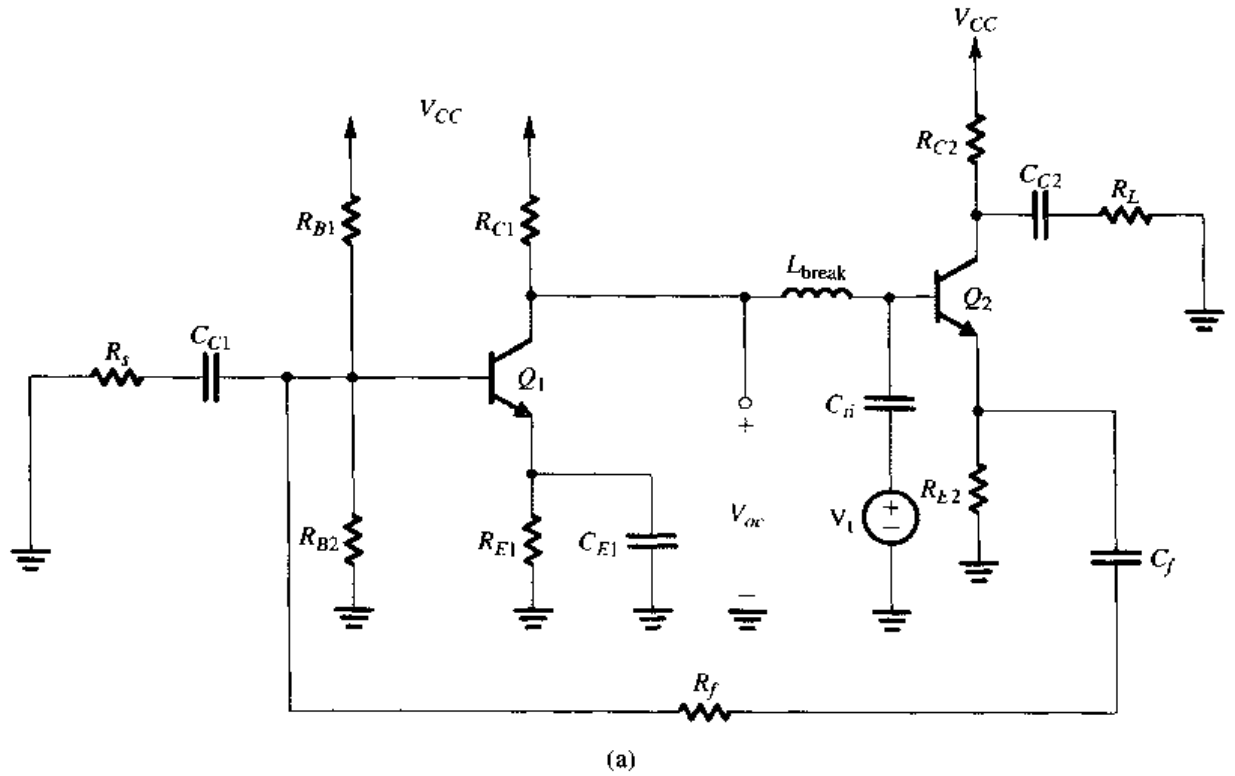 V_CC
V_CC
R_C2
C_C2
R_L
R_B1
R_C1
L_break
Q_2
C_C1
R_s
Q_1
C_ti
+
R_E2
R_B2
R_E1
C_E1
V_oc
V_t
+
−
C_f
−
R_f
(a)